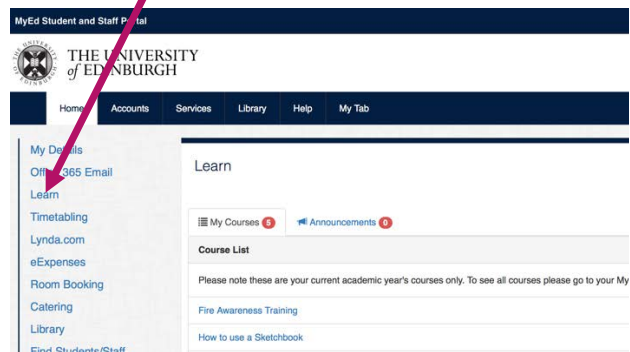 MyEd Student and Staff Portal
THE UNIVERSITY
of EDINBURGH
Home Accounts Services Library Help My Tab
My Details
Office 365 Email
Learn
Timetabling
Lynda.com
eExpenses
Room Booking
Catering
Library
Find Students/Staff
Learn
My Courses 5 Announcements 0
Course List
Please note these are your current academic year's courses only. To see all courses please go to your My
Fire Awareness Training
How to use a Sketchbook